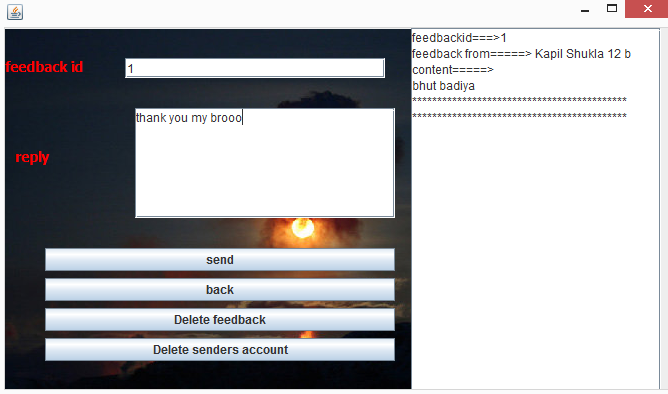 feedback id
1
reply
thank you my brooo
send
back
Delete feedback
Delete senders account
feedbackid===>1
feedback from=====> Kapil Shukla 12 b
content=====>
bhut badiya
******************************************
******************************************